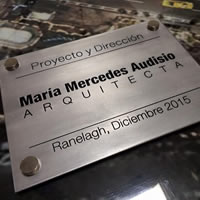 Proyecto y Dirección
María Mercedes Audisio
ARQUITECTA
Ranelagh, Diciembre 2015